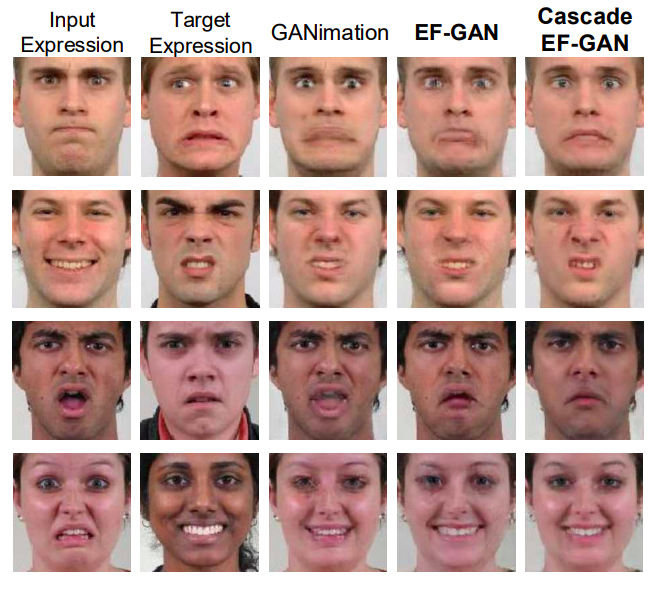 Input
Expression
Target
Expression
GANimation
EF-GAN
Cascade
EF-GAN